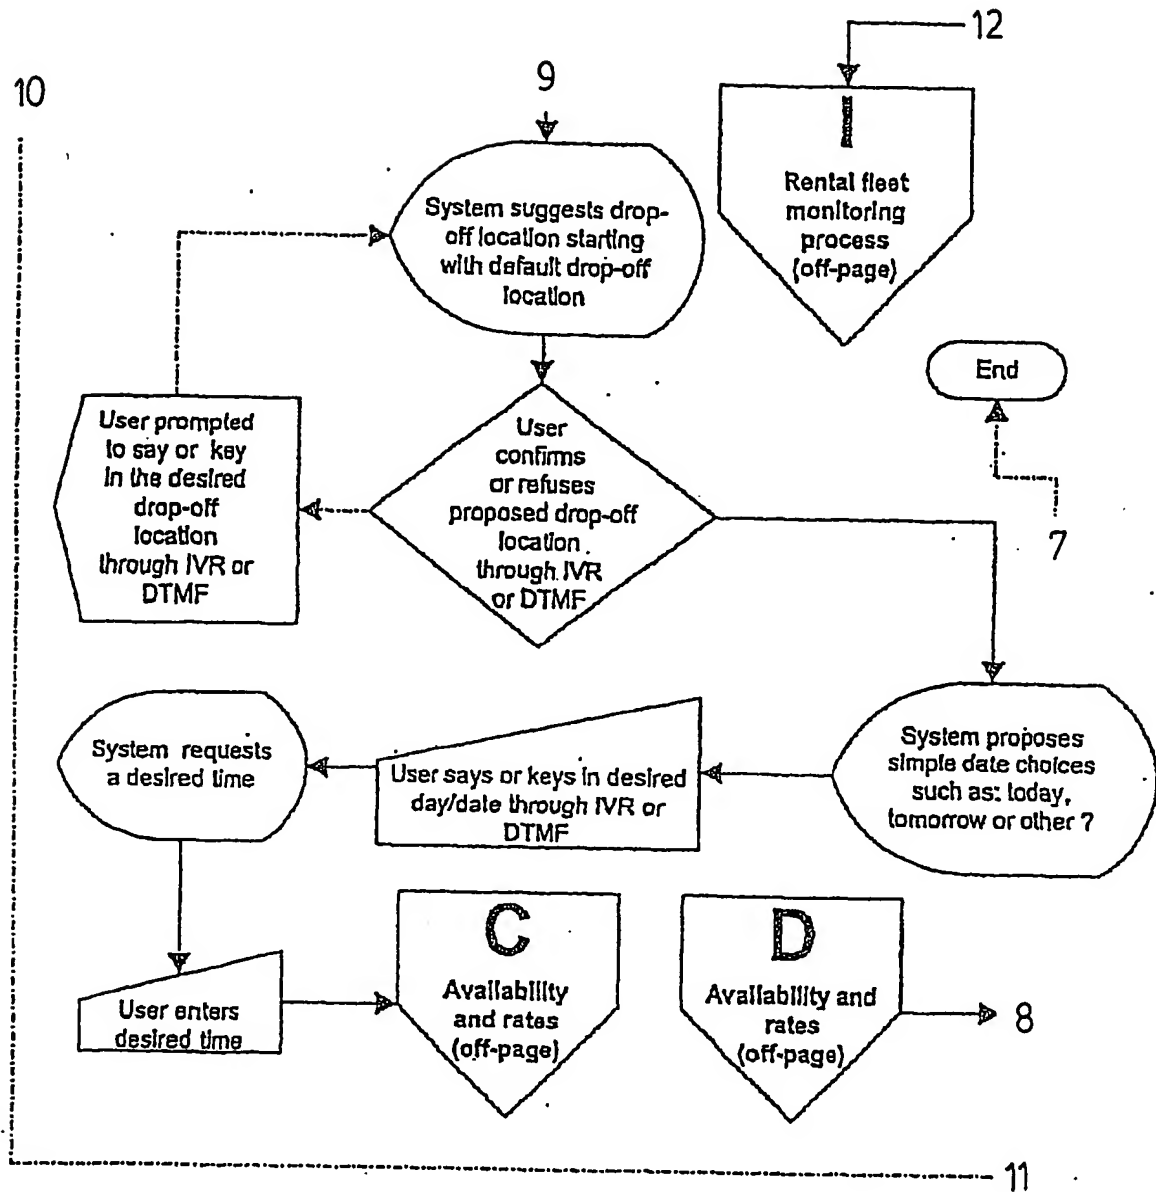 12
10
9
I
Rental fleet
monitoring
process
(off-page)
System suggests drop-
off location starting
with default drop-off
location
End
User prompted
to say or key
in the desired
drop-off
location
through IVR or
DTMF
User
confirms
or refuses
proposed drop-off
location
through IVR
or DTMF
7
System proposes
simple date choices
such as: today,
tomorrow or other ?
User says or keys in desired
day/date through IVR or
DTMF
System requests
a desired time
User enters
desired time
C
Availability
and rates
(off-page)
D
Availability and
rates
(off-page)
8
11